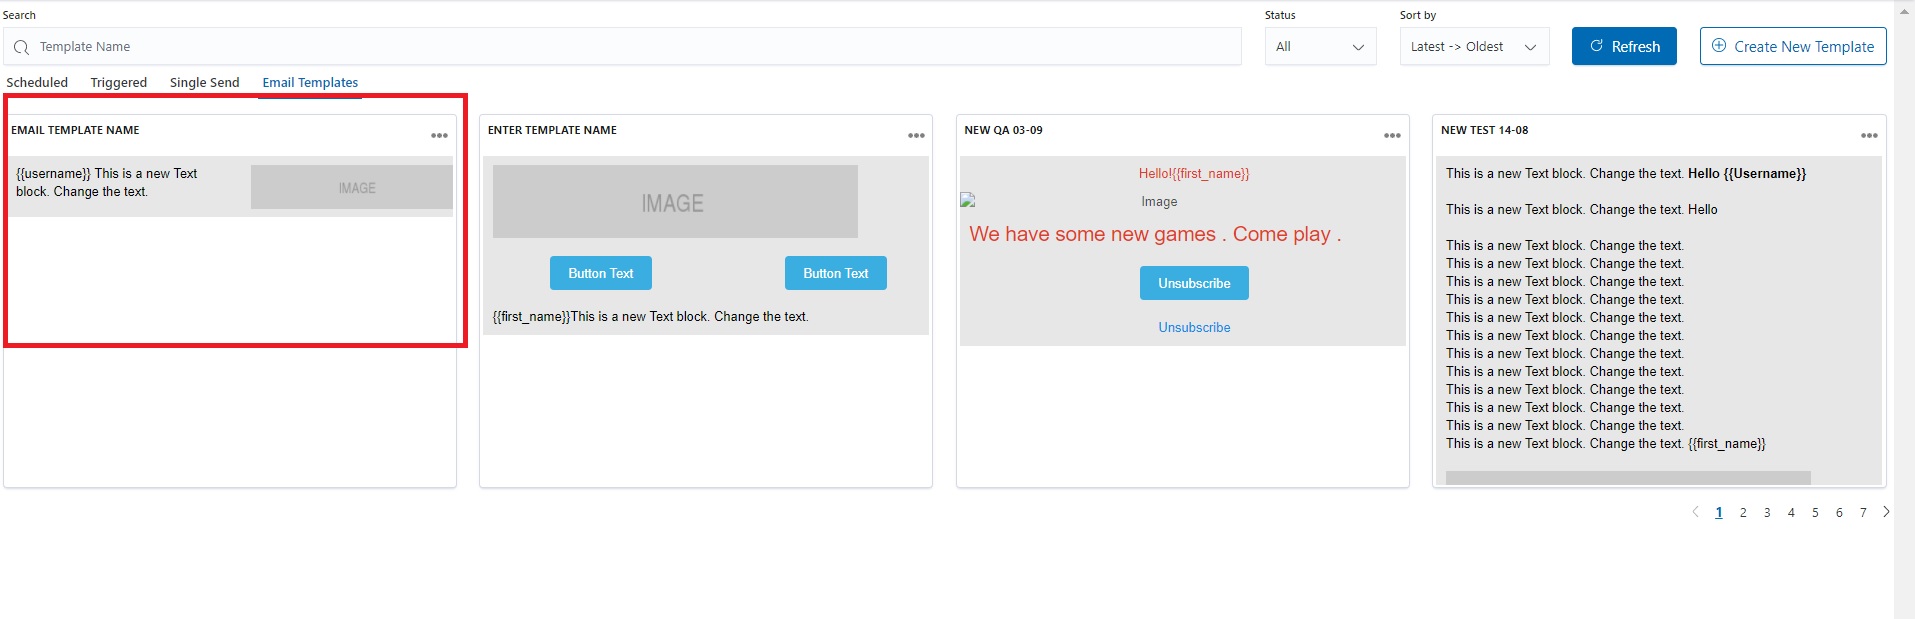 Search
Status
Sort by
Template Name
All
Latest -> Oldest
Refresh
Create New Template
Scheduled
Triggered
Single Send
Email Templates
EMAIL TEMPLATE NAME
{{username}} This is a new Text
block. Change the text.
IMAGE
ENTER TEMPLATE NAME
IMAGE
Button Text
Button Text
{{first_name}}This is a new Text block. Change the text.
NEW QA 03-09
Hello!{{first_name}}
Image
We have some new games . Come play .
Unsubscribe
Unsubscribe
NEW TEST 14-08
This is a new Text block. Change the text. Hello {{Username}}
This is a new Text block. Change the text. Hello
This is a new Text block. Change the text.
This is a new Text block. Change the text.
This is a new Text block. Change the text.
This is a new Text block. Change the text.
This is a new Text block. Change the text.
This is a new Text block. Change the text.
This is a new Text block. Change the text.
This is a new Text block. Change the text.
This is a new Text block. Change the text.
This is a new Text block. Change the text.
This is a new Text block. Change the text.
This is a new Text block. Change the text. {{first_name}}
1 2 3 4 5 6 7